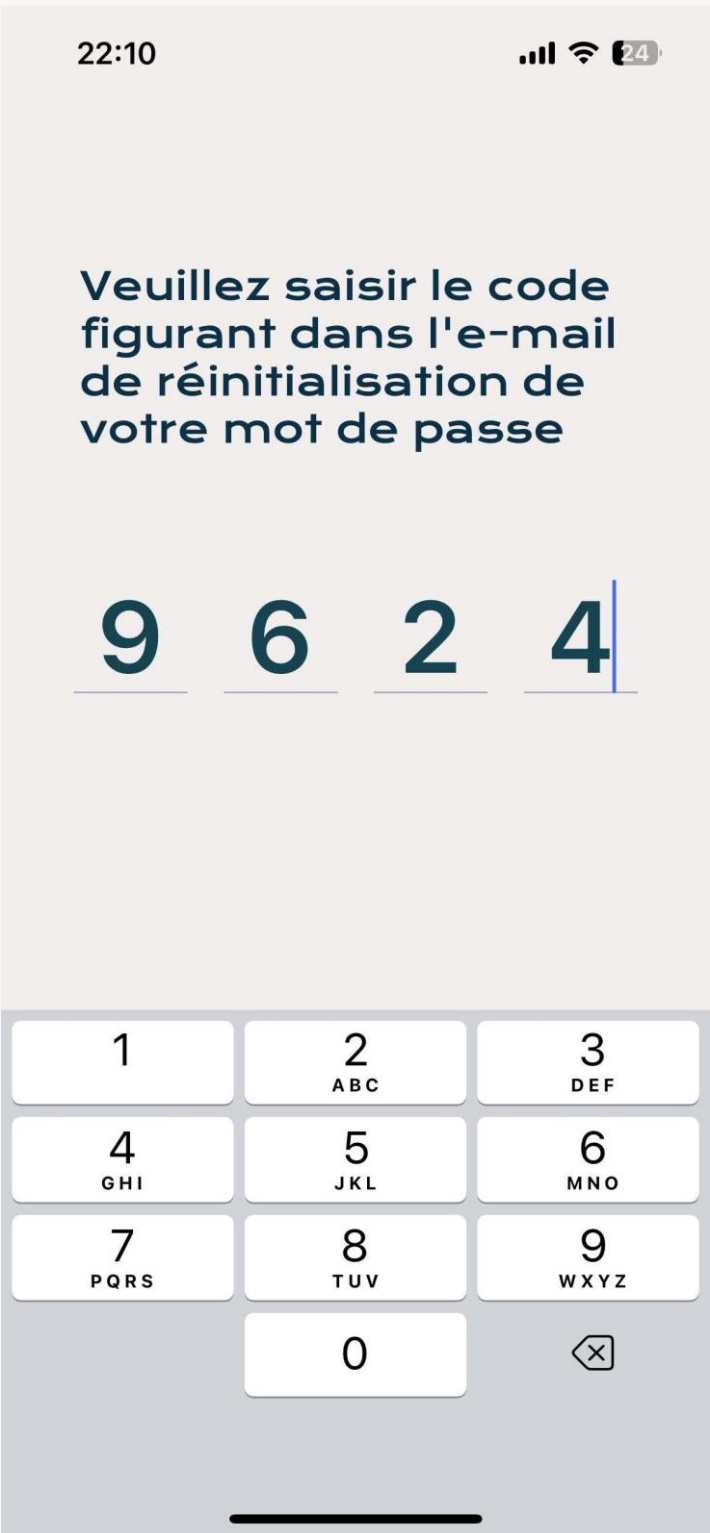 22:10 24
Veuillez saisir le code
figurant dans l'e-mail
de réinitialisation de
votre mot de passe
9 6 2 4
1 2 3
ABC DEF
4 5 6
GHI JKL MNO
7 8 9
PQRS TUV WXYZ
0